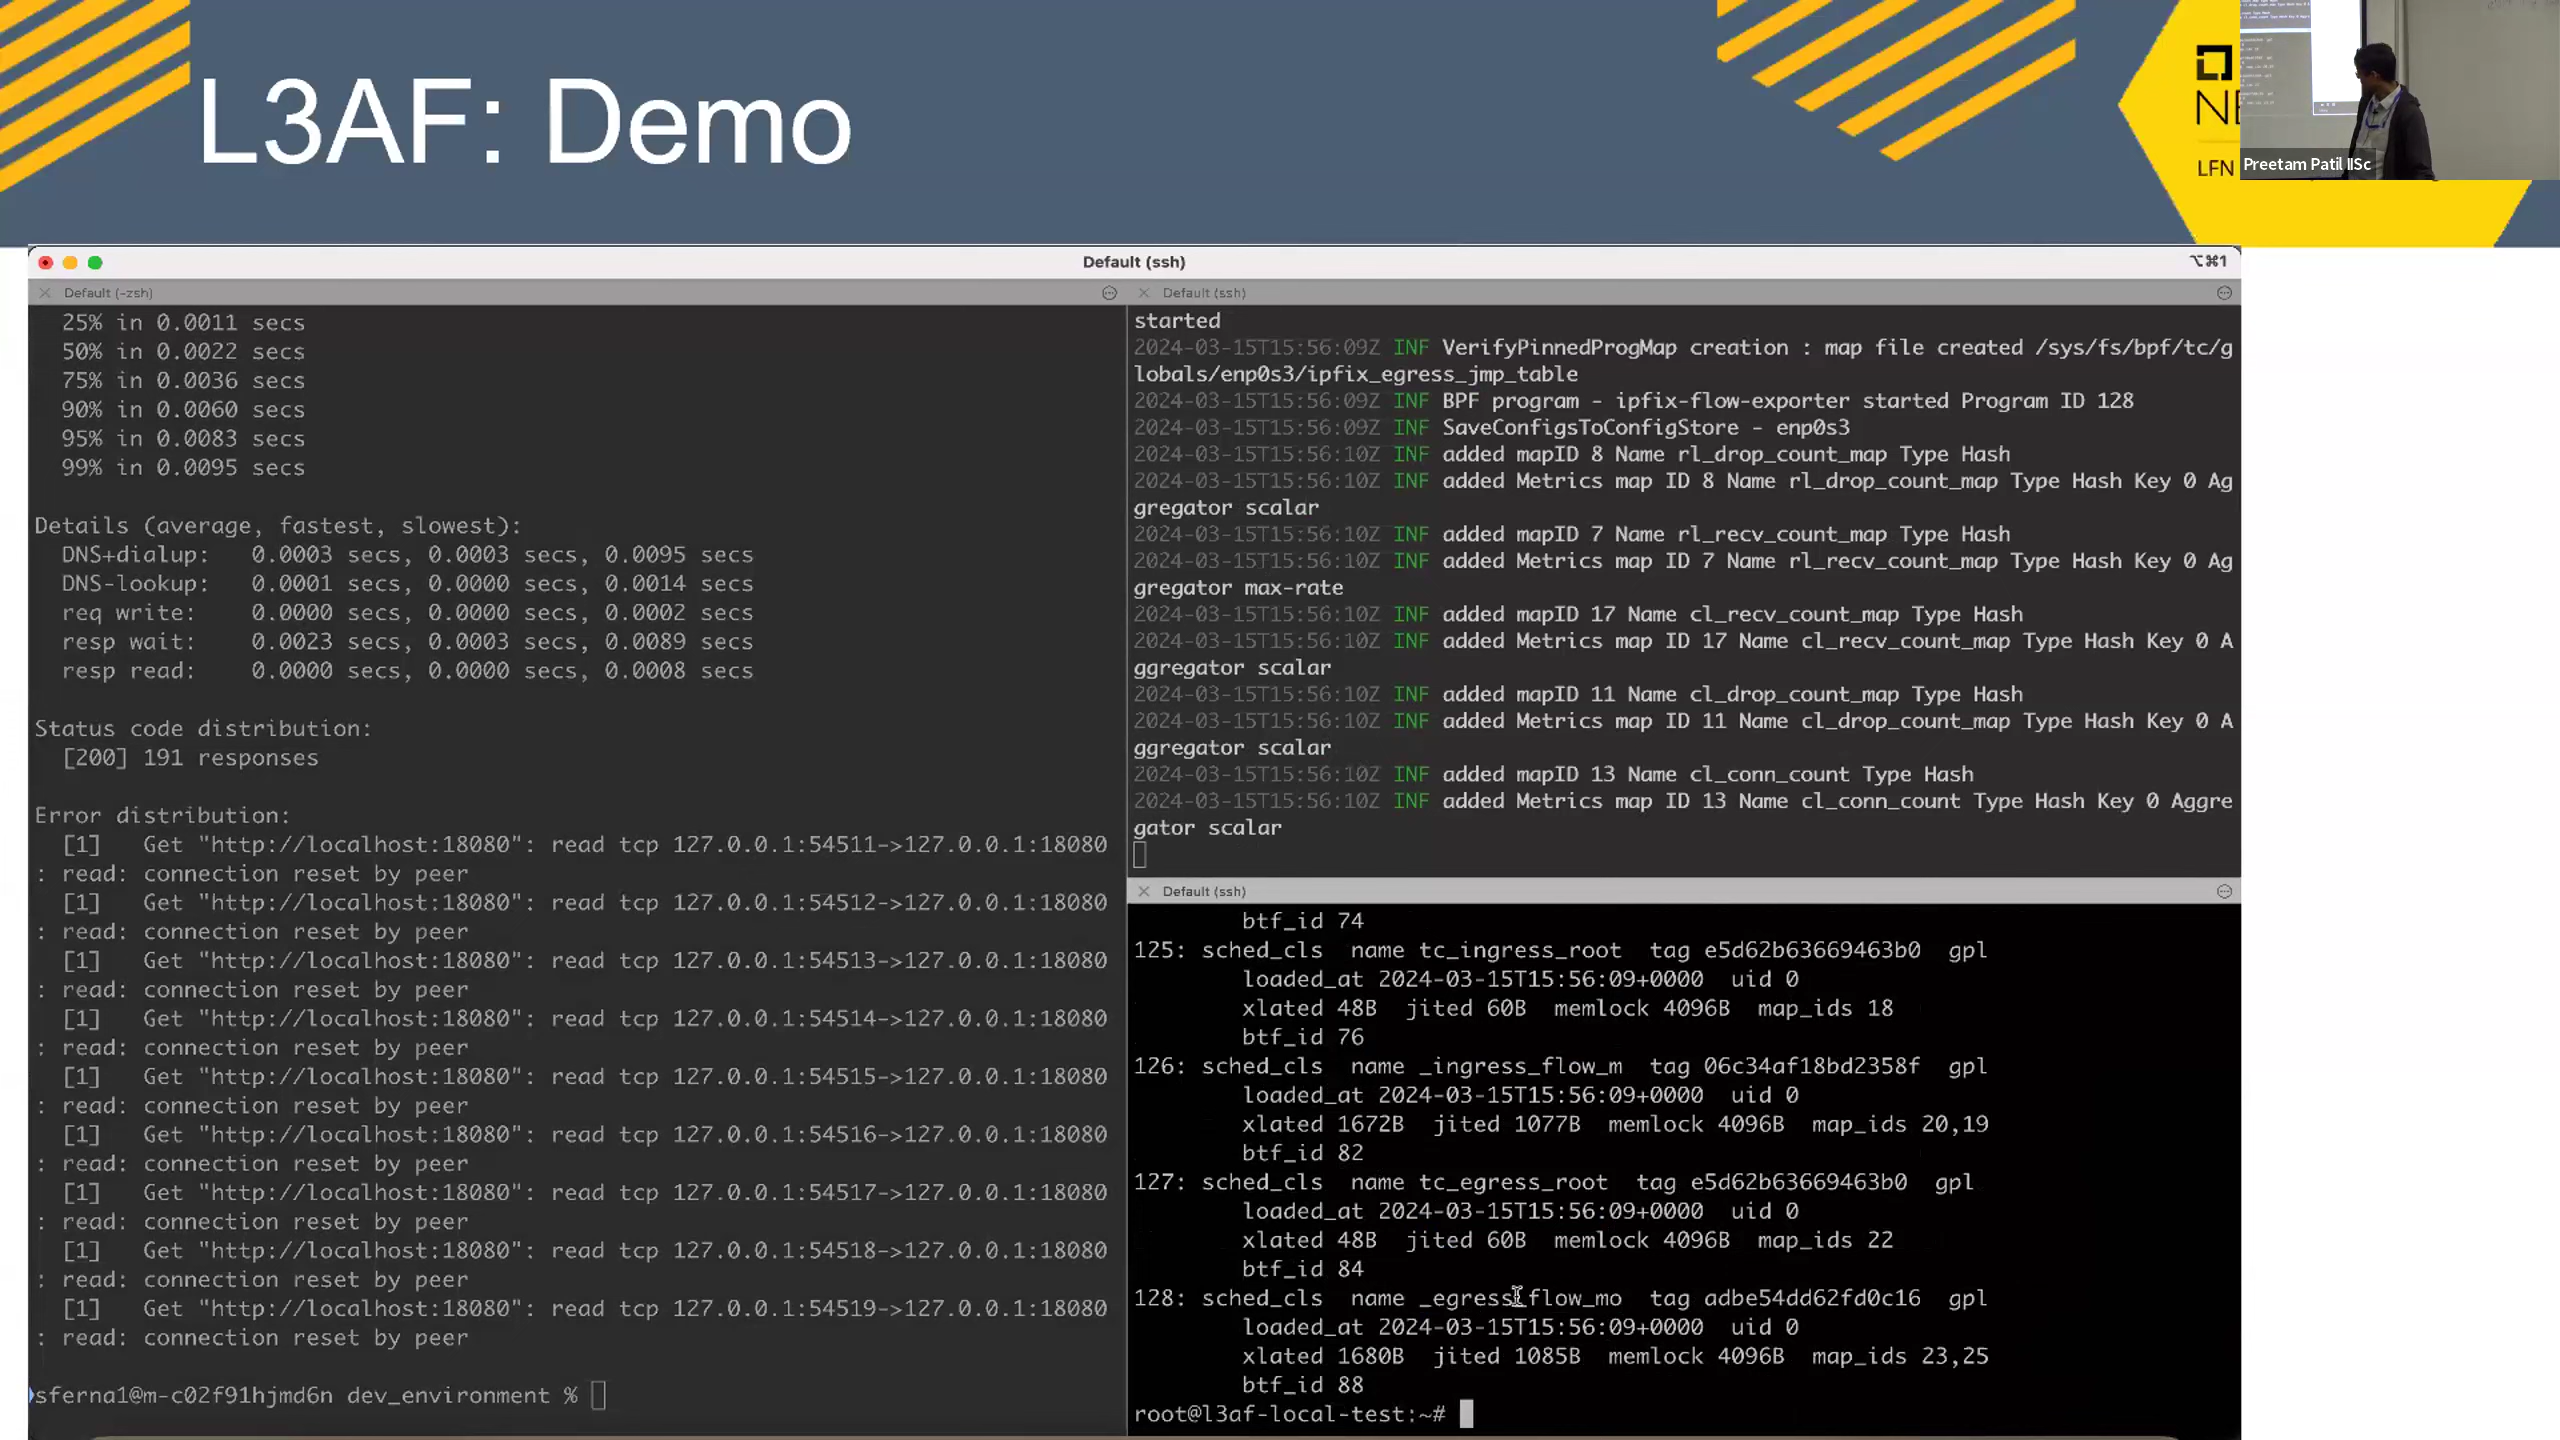 L3AF: Demo
LFN
Preetam Patil IISc
Default (ssh)
⌥⌘1
Default (-zsh)
25% in 0.0011 secs
50% in 0.0022 secs
75% in 0.0036 secs
90% in 0.0060 secs
95% in 0.0083 secs
99% in 0.0095 secs
Details (average, fastest, slowest):
DNS+dialup: 0.0003 secs, 0.0003 secs, 0.0095 secs
DNS-lookup: 0.0001 secs, 0.0000 secs, 0.0014 secs
req write: 0.0000 secs, 0.0000 secs, 0.0002 secs
resp wait: 0.0023 secs, 0.0003 secs, 0.0089 secs
resp read: 0.0000 secs, 0.0000 secs, 0.0008 secs
Status code distribution:
[200] 191 responses
Error distribution:
[1] Get "http://localhost:18080": read tcp 127.0.0.1:54511->127.0.0.1:18080
: read: connection reset by peer
[1] Get "http://localhost:18080": read tcp 127.0.0.1:54512->127.0.0.1:18080
: read: connection reset by peer
[1] Get "http://localhost:18080": read tcp 127.0.0.1:54513->127.0.0.1:18080
: read: connection reset by peer
[1] Get "http://localhost:18080": read tcp 127.0.0.1:54514->127.0.0.1:18080
: read: connection reset by peer
[1] Get "http://localhost:18080": read tcp 127.0.0.1:54515->127.0.0.1:18080
: read: connection reset by peer
[1] Get "http://localhost:18080": read tcp 127.0.0.1:54516->127.0.0.1:18080
: read: connection reset by peer
[1] Get "http://localhost:18080": read tcp 127.0.0.1:54517->127.0.0.1:18080
: read: connection reset by peer
[1] Get "http://localhost:18080": read tcp 127.0.0.1:54518->127.0.0.1:18080
: read: connection reset by peer
[1] Get "http://localhost:18080": read tcp 127.0.0.1:54519->127.0.0.1:18080
: read: connection reset by peer
sferna1@m-c02f91hjmd6n dev_environment %
Default (ssh)
started
2024-03-15T15:56:09Z INF VerifyPinnedProgMap creation : map file created /sys/fs/bpf/tc/g
lobals/enp0s3/ipfix_egress_jmp_table
2024-03-15T15:56:09Z INF BPF program - ipfix-flow-exporter started Program ID 128
2024-03-15T15:56:09Z INF SaveConfigsToConfigStore - enp0s3
2024-03-15T15:56:10Z INF added mapID 8 Name rl_drop_count_map Type Hash
2024-03-15T15:56:10Z INF added Metrics map ID 8 Name rl_drop_count_map Type Hash Key 0 Ag
gregator scalar
2024-03-15T15:56:10Z INF added mapID 7 Name rl_recv_count_map Type Hash
2024-03-15T15:56:10Z INF added Metrics map ID 7 Name rl_recv_count_map Type Hash Key 0 Ag
gregator max-rate
2024-03-15T15:56:10Z INF added mapID 17 Name cl_recv_count_map Type Hash
2024-03-15T15:56:10Z INF added Metrics map ID 17 Name cl_recv_count_map Type Hash Key 0 A
ggregator scalar
2024-03-15T15:56:10Z INF added mapID 11 Name cl_drop_count_map Type Hash
2024-03-15T15:56:10Z INF added Metrics map ID 11 Name cl_drop_count_map Type Hash Key 0 A
ggregator scalar
2024-03-15T15:56:10Z INF added mapID 13 Name cl_conn_count Type Hash
2024-03-15T15:56:10Z INF added Metrics map ID 13 Name cl_conn_count Type Hash Key 0 Aggre
gator scalar
Default (ssh)
btf_id 74
125: sched_cls name tc_ingress_root tag e5d62b63669463b0 gpl
loaded_at 2024-03-15T15:56:09+0000 uid 0
xlated 48B jited 60B memlock 4096B map_ids 18
btf_id 76
126: sched_cls name _ingress_flow_m tag 06c34af18bd2358f gpl
loaded_at 2024-03-15T15:56:09+0000 uid 0
xlated 1672B jited 1077B memlock 4096B map_ids 20,19
btf_id 82
127: sched_cls name tc_egress_root tag e5d62b63669463b0 gpl
loaded_at 2024-03-15T15:56:09+0000 uid 0
xlated 48B jited 60B memlock 4096B map_ids 22
btf_id 84
128: sched_cls name _egress_flow_mo tag adbe54dd62fd0c16 gpl
loaded_at 2024-03-15T15:56:09+0000 uid 0
xlated 1680B jited 1085B memlock 4096B map_ids 23,25
btf_id 88
root@l3af-local-test:~#